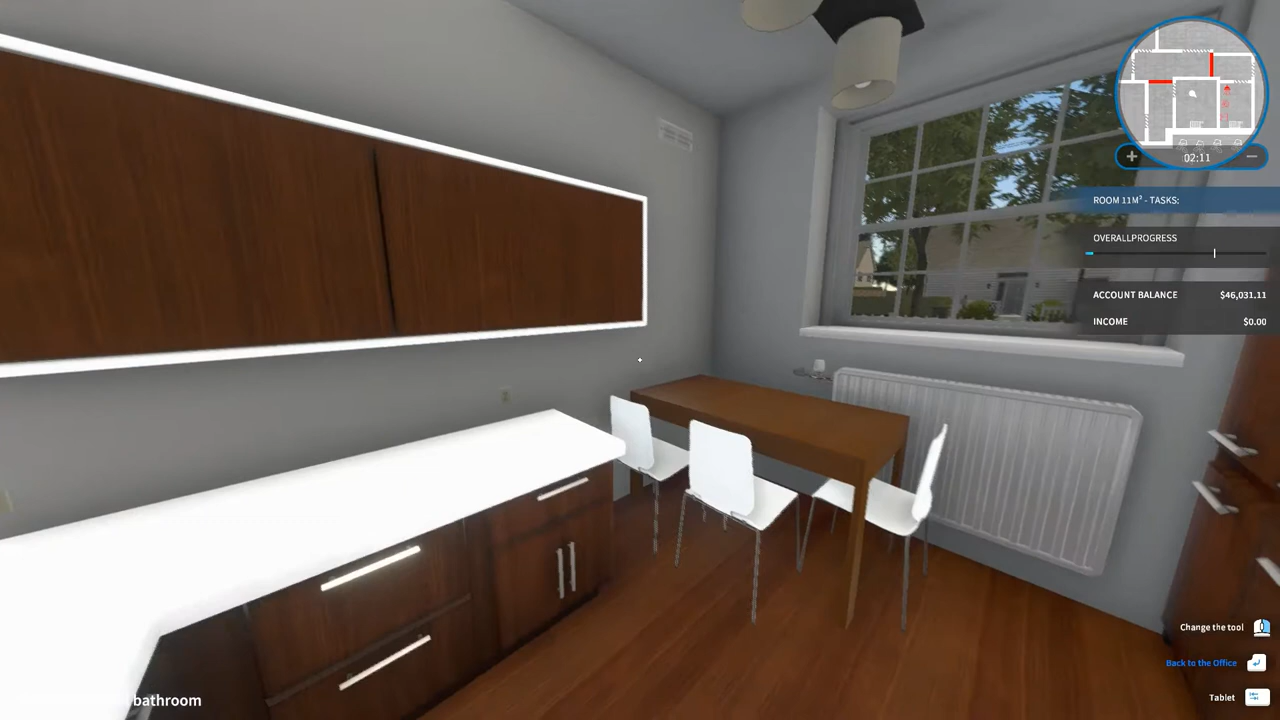 02:11
ROOM 11M² - TASKS:
OVERALLPROGRESS
ACCOUNT BALANCE $46,031.11
INCOME $0.00
Change the tool
Back to the Office
Tablet
bathroom